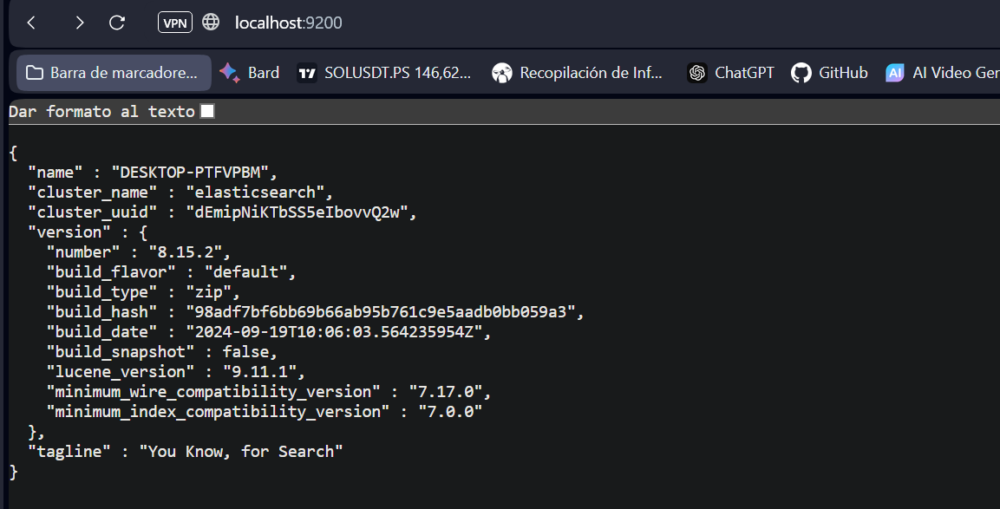 VPN localhost:9200
Barra de marcadore... Bard SOLUSDT.PS 146,62... Recopilación de Inf... ChatGPT GitHub AI AI Video Ger
Dar formato al texto
{
  "name" : "DESKTOP-PTFVPBM",
  "cluster_name" : "elasticsearch",
  "cluster_uuid" : "dEmipNiKTbSS5eIbovvQ2w",
  "version" : {
    "number" : "8.15.2",
    "build_flavor" : "default",
    "build_type" : "zip",
    "build_hash" : "98adf7bf6bb69b66ab95b761c9e5aadb0bb059a3",
    "build_date" : "2024-09-19T10:06:03.564235954Z",
    "build_snapshot" : false,
    "lucene_version" : "9.11.1",
    "minimum_wire_compatibility_version" : "7.17.0",
    "minimum_index_compatibility_version" : "7.0.0"
  },
  "tagline" : "You Know, for Search"
}